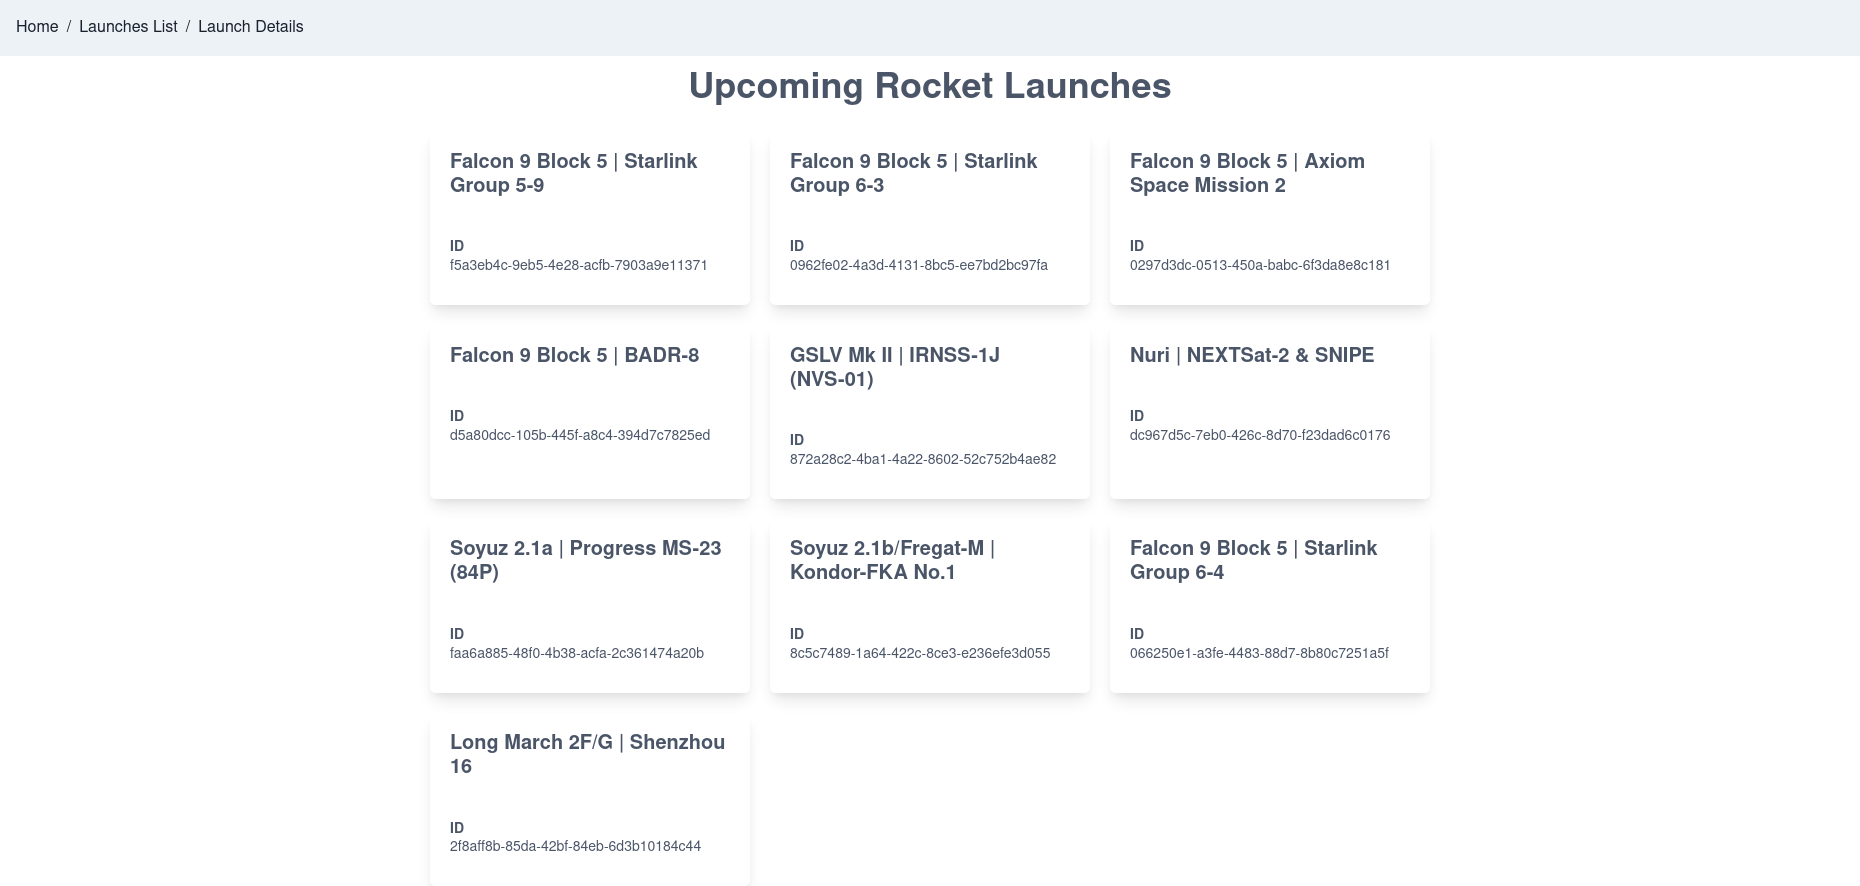 Home / Launches List / Launch Details
Upcoming Rocket Launches
Falcon 9 Block 5 | Starlink
Group 5-9
ID
f5a3eb4c-9eb5-4e28-acfb-7903a9e11371
Falcon 9 Block 5 | Starlink
Group 6-3
ID
0962fe02-4a3d-4131-8bc5-ee7bd2bc97fa
Falcon 9 Block 5 | Axiom
Space Mission 2
ID
0297d3dc-0513-450a-babc-6f3da8e8c181
Falcon 9 Block 5 | BADR-8
ID
d5a80dcc-105b-445f-a8c4-394d7c7825ed
GSLV Mk II | IRNSS-1J
(NVS-01)
ID
872a28c2-4ba1-4a22-8602-52c752b4ae82
Nuri | NEXTSat-2 & SNIPE
ID
dc967d5c-7eb0-426c-8d70-f23dad6c0176
Soyuz 2.1a | Progress MS-23
(84P)
ID
faa6a885-48f0-4b38-acfa-2c361474a20b
Soyuz 2.1b/Fregat-M |
Kondor-FKA No.1
ID
8c5c7489-1a64-422c-8ce3-e236efe3d055
Falcon 9 Block 5 | Starlink
Group 6-4
ID
066250e1-a3fe-4483-88d7-8b80c7251a5f
Long March 2F/G | Shenzhou
16
ID
2f8aff8b-85da-42bf-84eb-6d3b10184c44